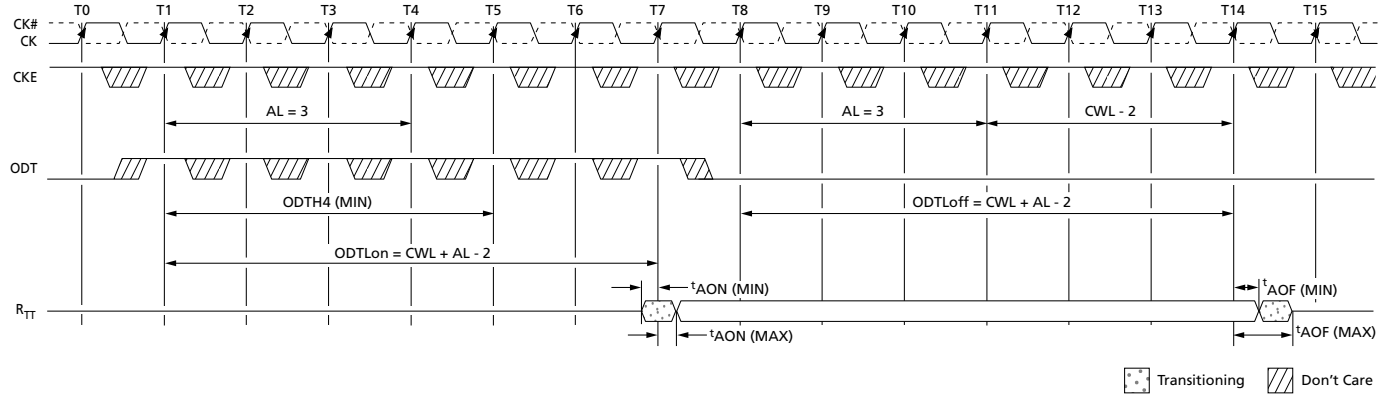 T0 T1 T2 T3 T4 T5 T6 T7 T8 T9 T10 T11 T12 T13 T14 T15
CK#
CK
CKE
AL = 3 AL = 3 CWL - 2
ODT
ODTH4 (MIN) ODTLoff = CWL + AL - 2
ODTLon = CWL + AL - 2
tAON (MIN) tAOF (MIN)
RTT
tAON (MAX) tAOF (MAX)
Transitioning Don't Care